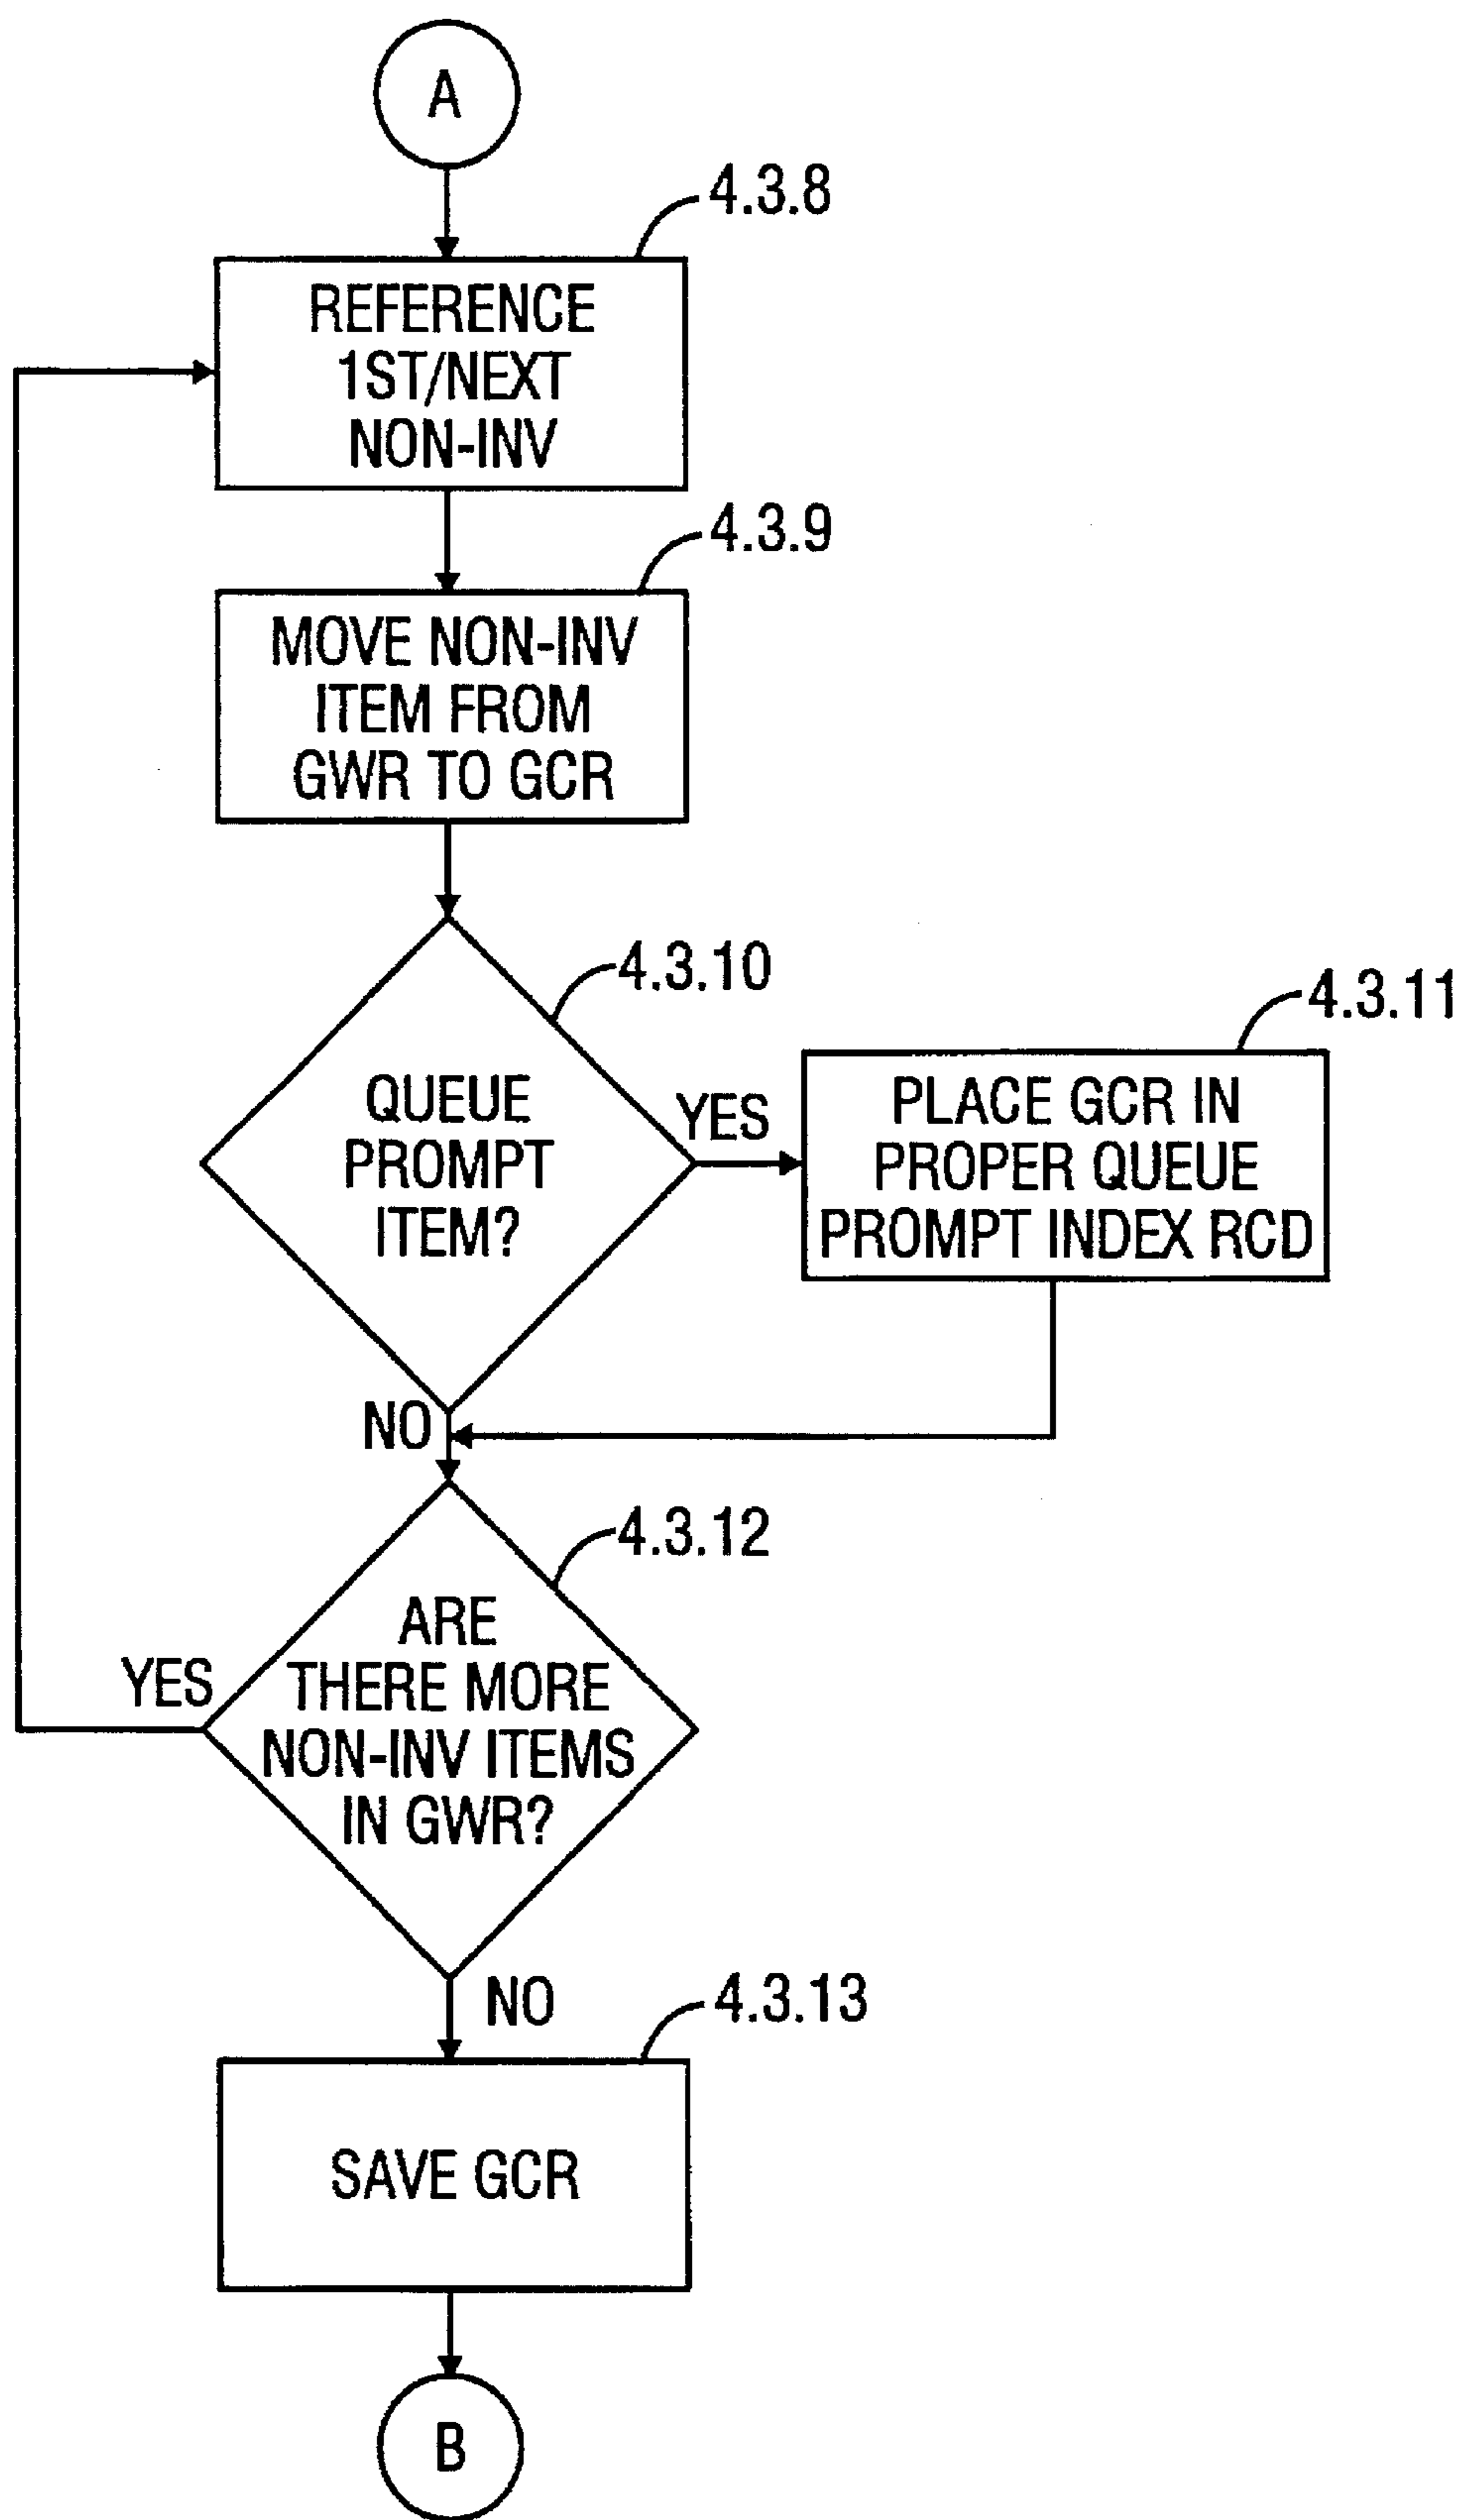 A
4.3.8
REFERENCE
1ST/NEXT
NON-INV
4.3.9
MOVE NON-INV
ITEM FROM
GWR TO GCR
4.3.10
QUEUE
PROMPT
ITEM?
YES
4.3.11
PLACE GCR IN
PROPER QUEUE
PROMPT INDEX RCD
NO
4.3.12
ARE
THERE MORE
NON-INV ITEMS
IN GWR?
YES
NO
4.3.13
SAVE GCR
B